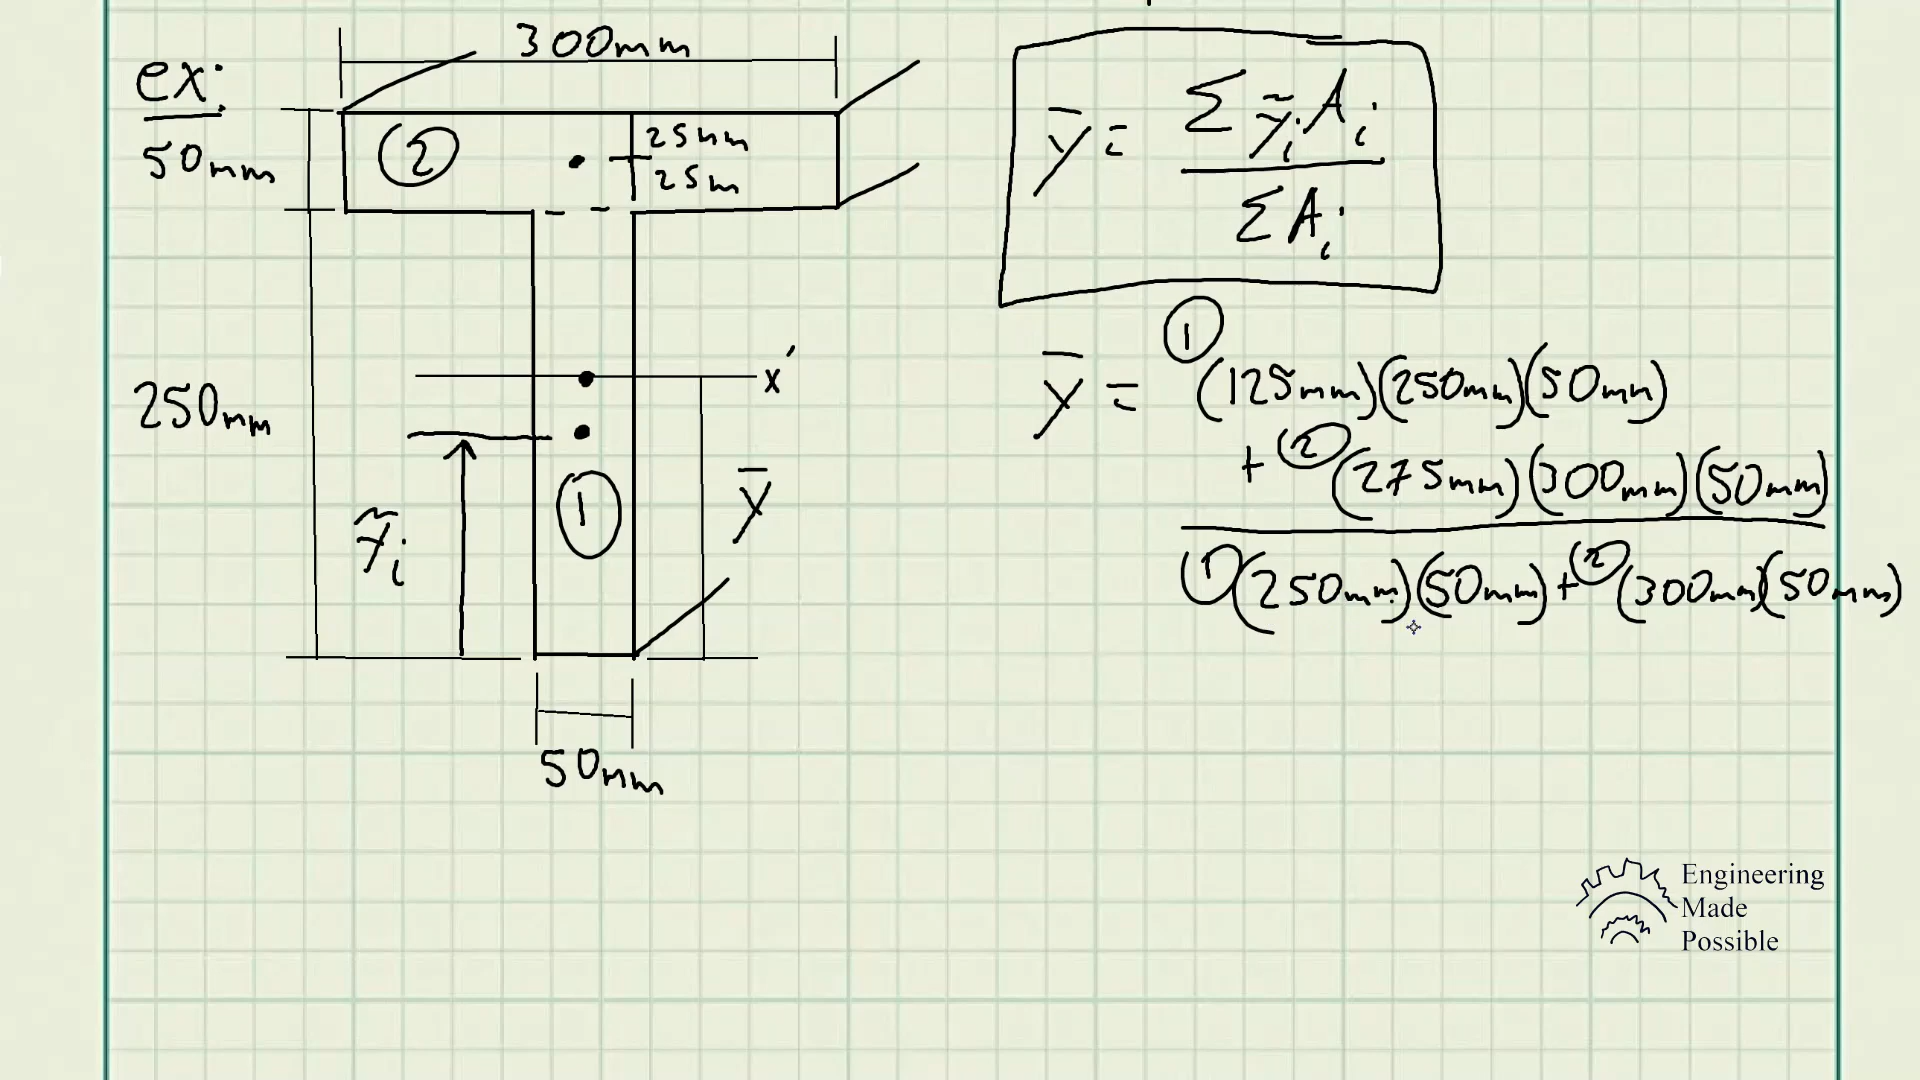 ex:
300mm
50mm
②
25mm
25m
250mm
x'
ỹᵢ
①
ȳ
50mm
ȳ = Σ ỹᵢ Aᵢ
Σ Aᵢ
①
ȳ = (125mm)(250mm)(50mm)
+ ② (275mm)(300mm)(50mm)
① (250mm)(50mm) + ② (300mm)(50mm)
Engineering
Made
Possible